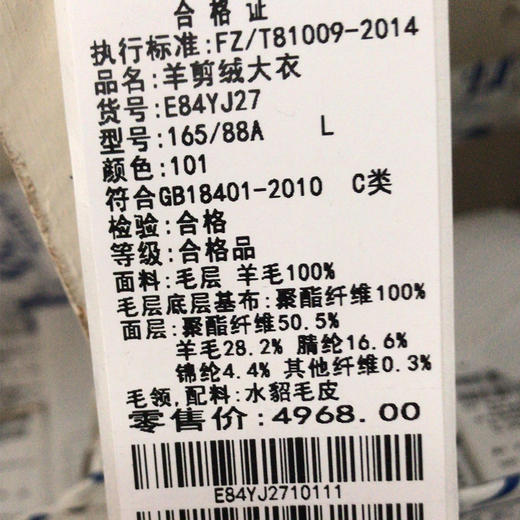 合格证
执行标准:FZ/T81009-2014
品名:羊剪绒大衣
货号:E84YJ27
型号:165/88A L
颜色:101
符合GB18401-2010 C类
检验:合格
等级:合格品
面料:毛层 羊毛100%
毛层底层基布:聚酯纤维100%
面层:聚酯纤维50.5%
羊毛28.2% 腈纶16.6%
锦纶4.4% 其他纤维0.3%
毛领,配料:水貂毛皮
零售价:4968.00
E84YJ2710111